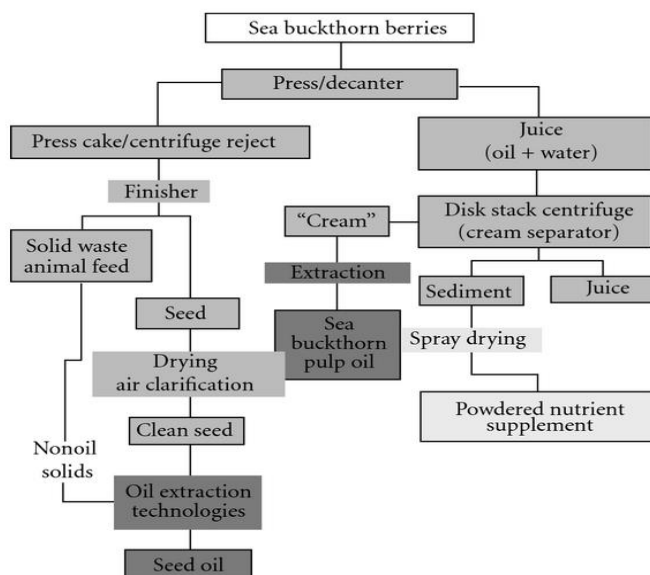 Sea buckthorn berries
Press/decanter
Press cake/centrifuge reject
Juice
(oil + water)
Finisher
“Cream”
Disk stack centrifuge
(cream separator)
Solid waste
animal feed
Extraction
Sediment
Juice
Seed
Sea
buckthorn
pulp oil
Spray drying
Drying
air clarification
Powdered nutrient
supplement
Clean seed
Nonoil
solids
Oil extraction
technologies
Seed oil